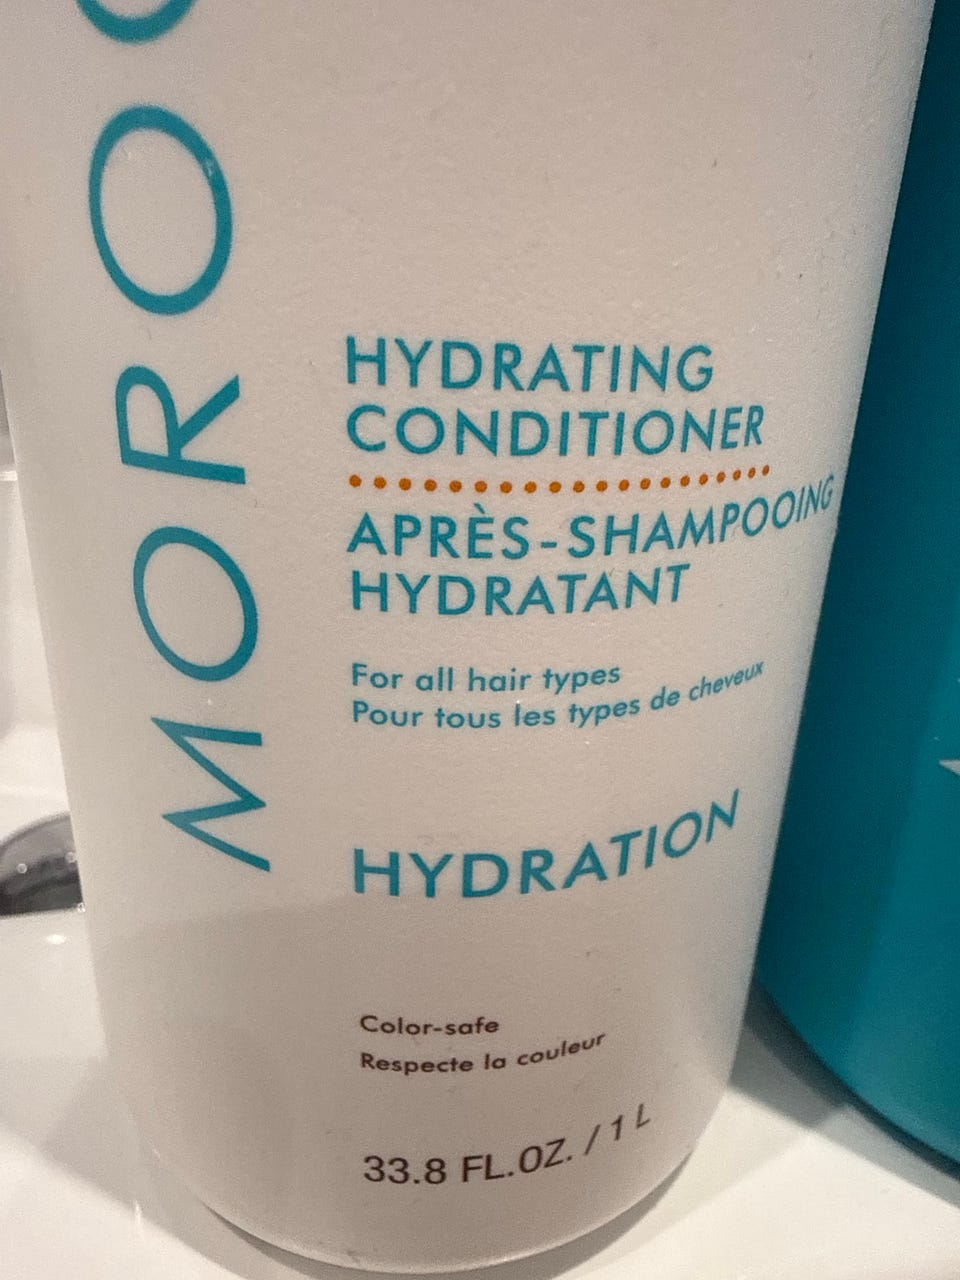 MOROC
HYDRATING
CONDITIONER
APRÈS-SHAMPOOING
HYDRATANT
For all hair types
Pour tous les types de cheveux
HYDRATION
Color-safe
Respecte la couleur
33.8 FL.OZ. / 1 L